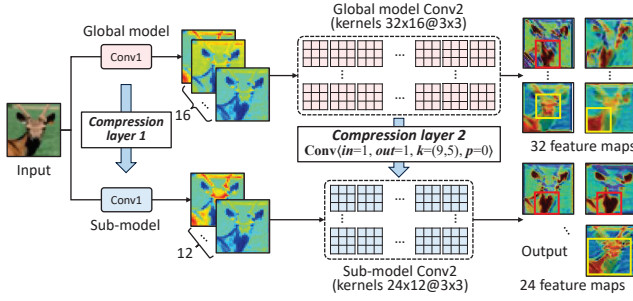 Global model
Conv1
16
Global model Conv2
(kernels 32x16@3x3)
...
...
32 feature maps
Input
Compression
layer 1
Compression layer 2
Conv⟨in=1, out=1, k=(9,5), p=0⟩
Conv1
Sub-model
12
...
...
Sub-model Conv2
(kernels 24x12@3x3)
Output
24 feature maps